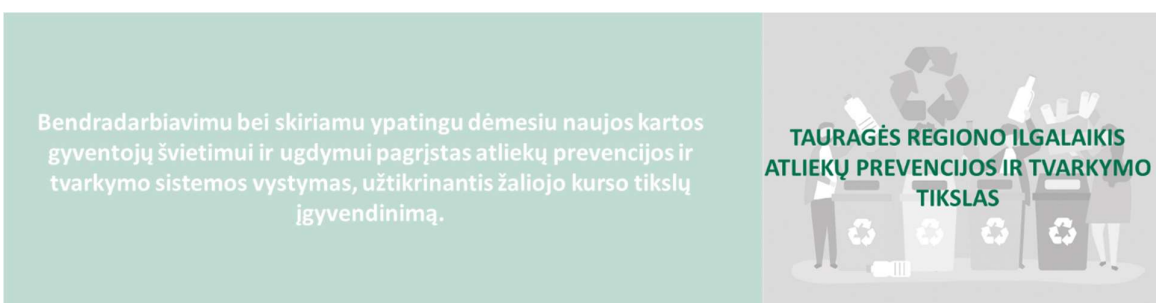 Bendradarbiavimu bei skiriamu ypatingu dėmesiu naujos kartos
gyventojų švietimui ir ugdymui pagrįstas atliekų prevencijos ir
tvarkymo sistemos vystymas, užtikrinantis žaliojo kurso tikslų
įgyvendinimą.
TAURAGĖS REGIONO ILGALAIKIS
ATLIEKŲ PREVENCIJOS IR TVARKYMO
TIKSLAS